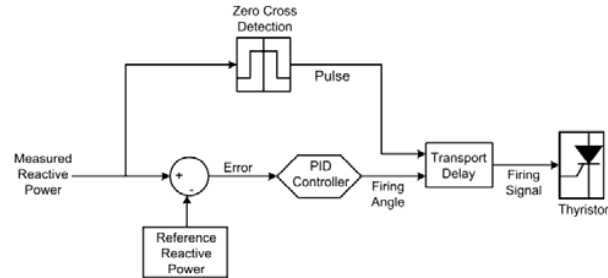 Zero Cross
Detection
Pulse
Measured
Reactive
Power
+
-
Error
PID
Controller
Firing
Angle
Transport
Delay
Firing
Signal
Thyristor
Reference
Reactive
Power